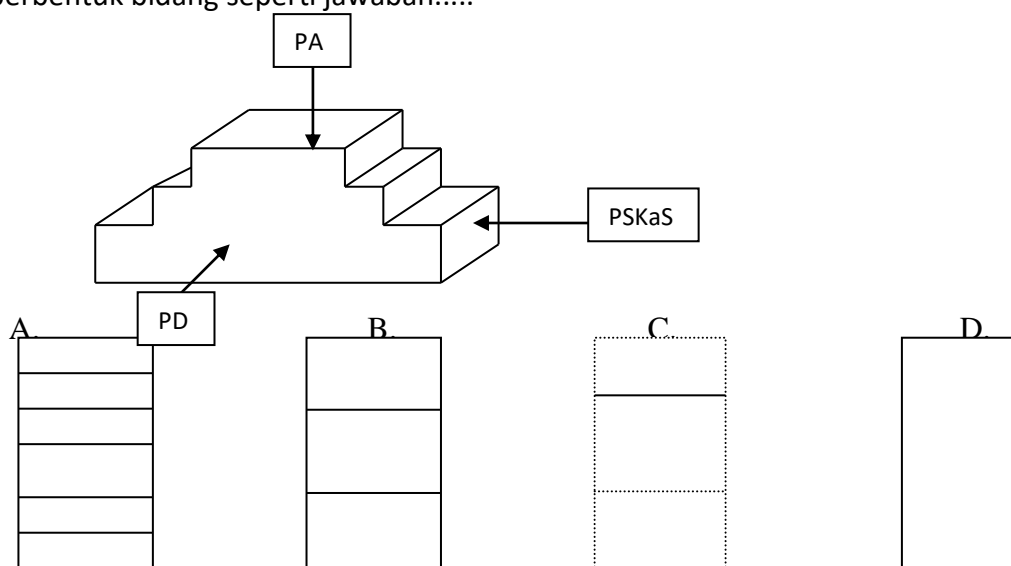 berbentuk bidang seperti jawaban.....
PA
PSKaS
PD
A. B. C. D.